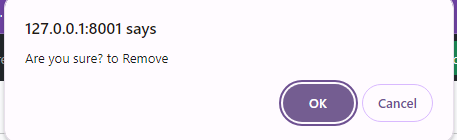 127.0.0.1:8001 says
Are you sure? to Remove
OK
Cancel